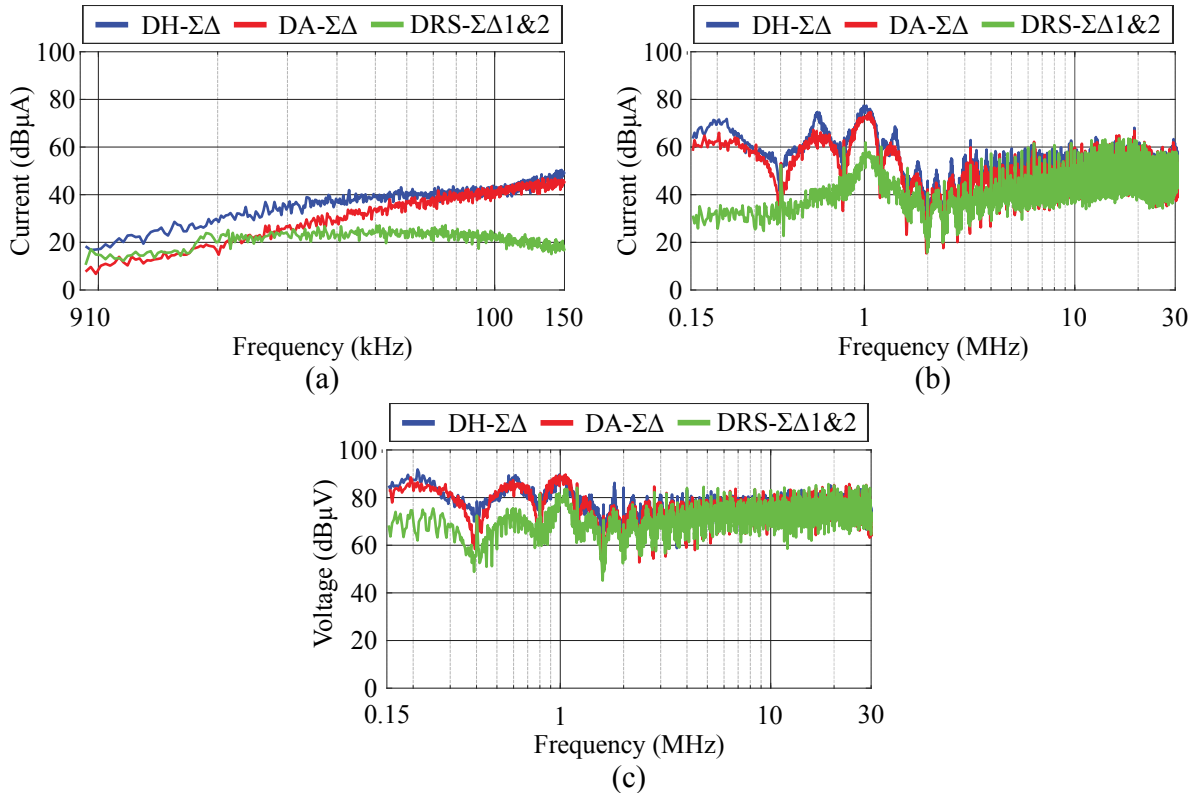 DH-ΣΔ DA-ΣΔ DRS-ΣΔ1&2
100
80
60
40
20
0
Current (dBµA)
910 100 150
Frequency (kHz)
(a)
DH-ΣΔ DA-ΣΔ DRS-ΣΔ1&2
100
80
60
40
20
0
Current (dBµA)
0.15 1 10 30
Frequency (MHz)
(b)
DH-ΣΔ DA-ΣΔ DRS-ΣΔ1&2
100
80
60
40
20
0
Voltage (dBµV)
0.15 1 10 30
Frequency (MHz)
(c)